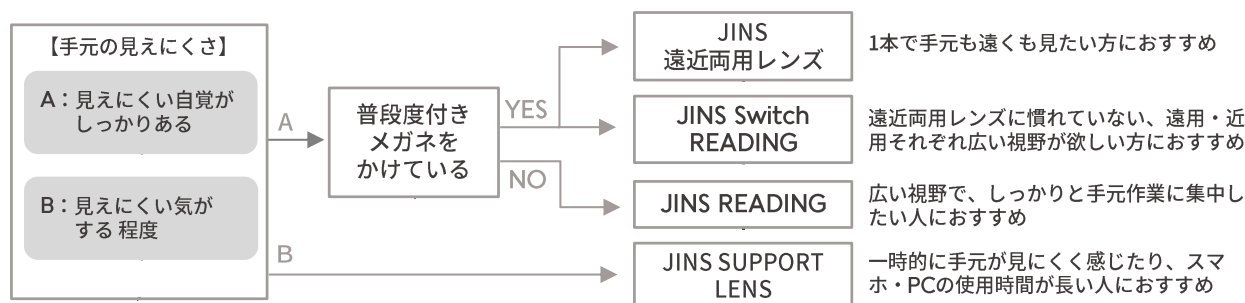 【手元の見えにくさ】
A：見えにくい自覚が
しっかりある
B：見えにくい気が
する 程度
A
B
普段度付き
メガネを
かけている
YES
NO
JINS
遠近両用レンズ
1本で手元も遠くも見たい方におすすめ
JINS Switch
READING
遠近両用レンズに慣れていない、遠用・近
用それぞれ広い視野が欲しい方におすすめ
JINS READING
広い視野で、しっかりと手元作業に集中し
たい人におすすめ
JINS SUPPORT
LENS
一時的に手元が見にくく感じたり、スマ
ホ・PCの使用時間が長い人におすすめ